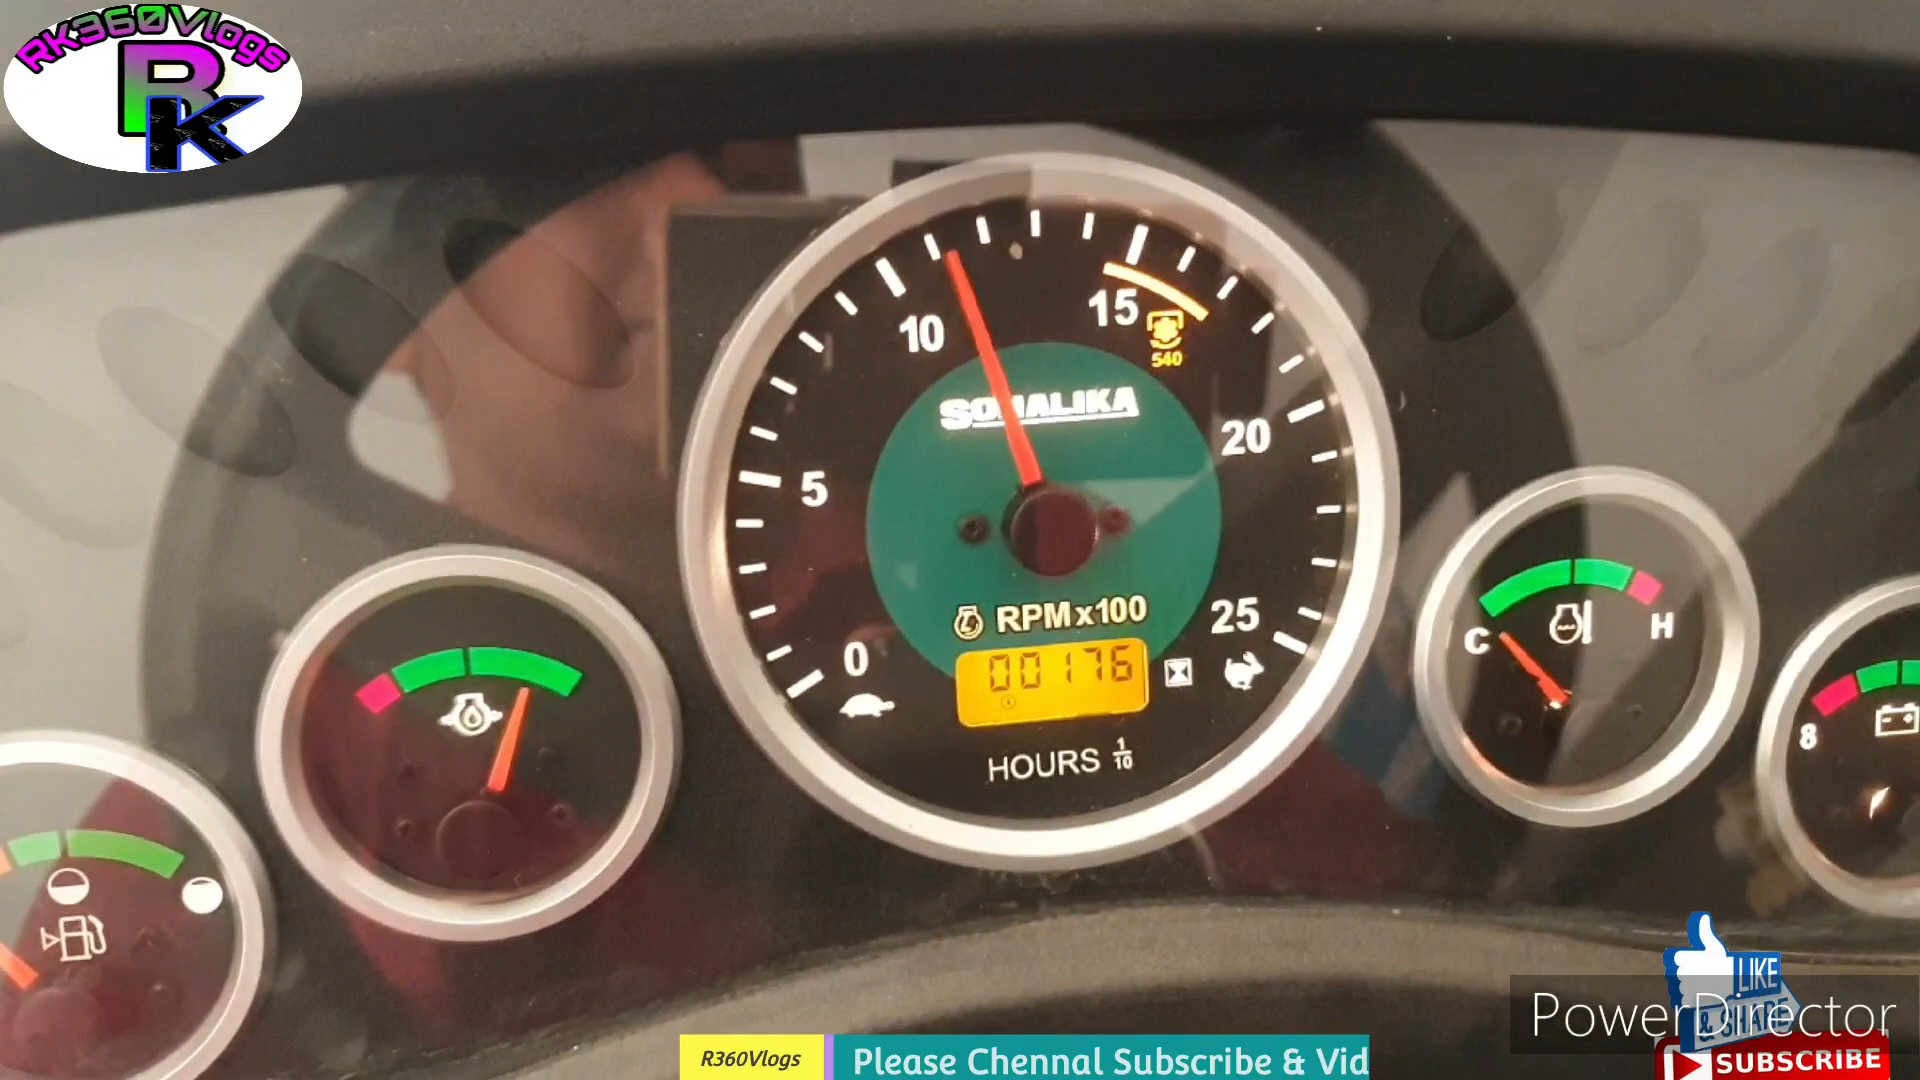 RK360Vlogs
RK
10
15
540
SONALIKA
5
20
RPMx100
0
25
00176
HOURS 1/10
C
H
8
LIKE
& SHARE
PowerDirector
R360Vlogs
Please Chennal Subscribe & Vid
SUBSCRIBE